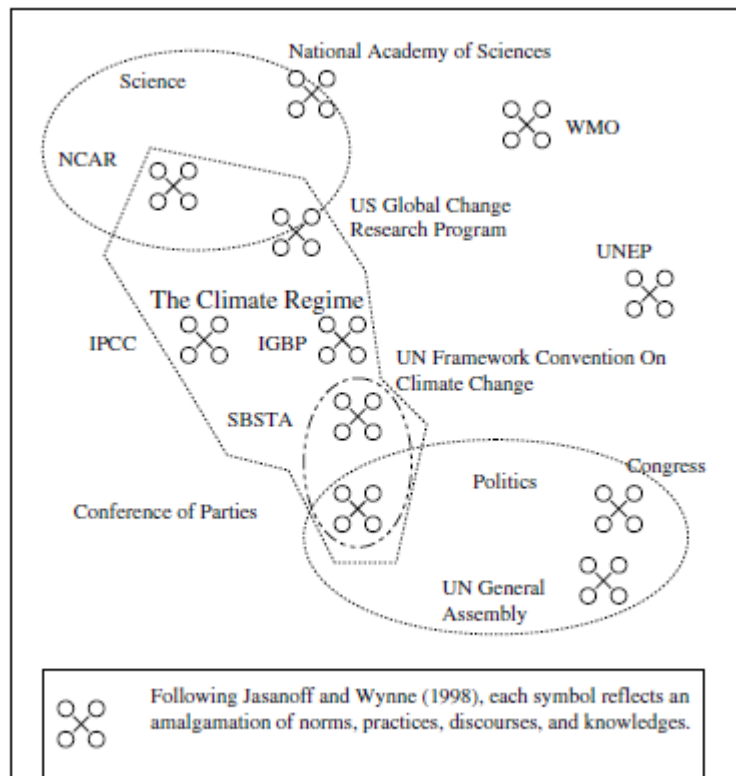 National Academy of Sciences
Science
WMO
NCAR
US Global Change
Research Program
UNEP
The Climate Regime
IPCC
IGBP
UN Framework Convention On
Climate Change
SBSTA
Congress
Politics
Conference of Parties
UN General
Assembly
Following Jasanoff and Wynne (1998), each symbol reflects an
amalgamation of norms, practices, discourses, and knowledges.